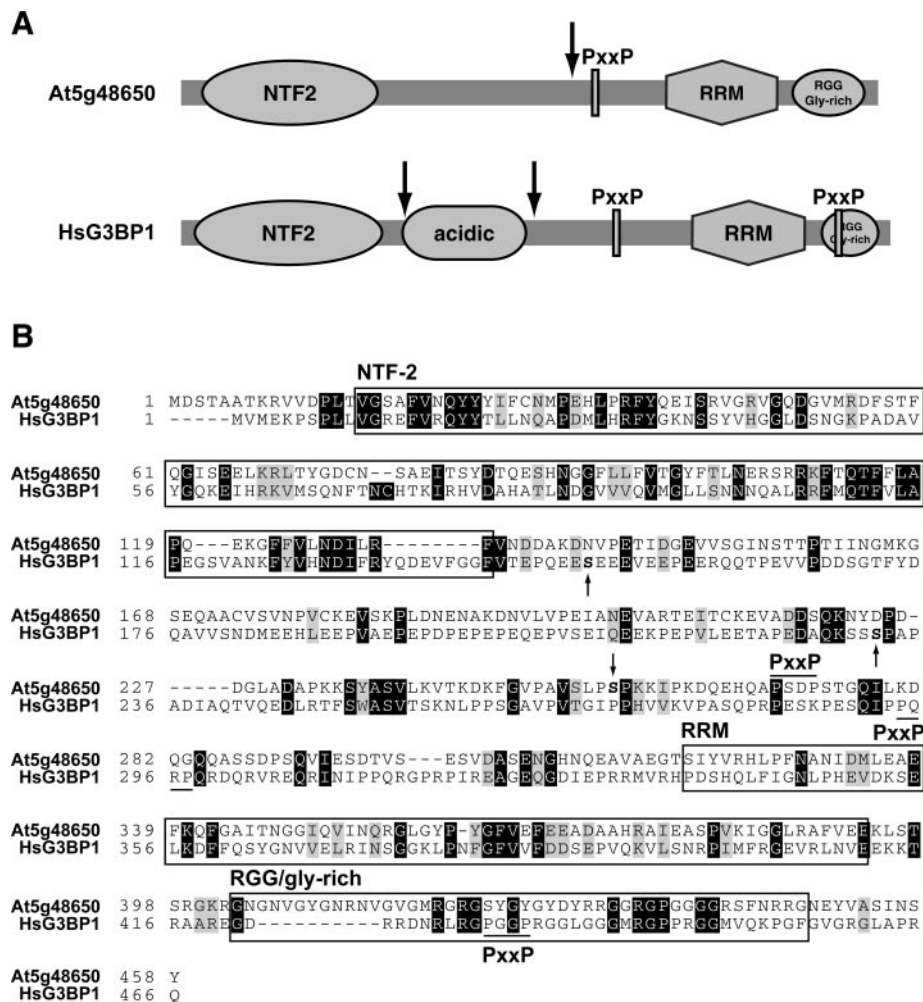 A
PxxP
At5g48650
NTF2
RRM
RGG
Gly-rich
PxxP
PxxP
HsG3BP1
NTF2
acidic
RRM
Gly-rich
B
NTF-2
At5g48650 1 MDSTAATKRVVDPLTVGSAFVNQYYYLFCNMPEHLPRFYQEISRVGRVGQDGVMRDFSTF
HsG3BP1 1 -----MVMEKPSPLLVGREFVRQYYTLLNQAPDMLHRFYGKNSSYVHGGLDSNGKPADAV
At5g48650 61 QGISEELKRLTYGDCN--SAEITSYDTQESHNGGFLLFVTGYFTLNERSRRKFTQTFFLA
HsG3BP1 56 YGQKEIHRKVMSQNFTNCHTKIRHVDAHATLNDGVVVQVMGLLSNNNQALRRFMQTFVLA
At5g48650 119 PQ---EKGFFVLNDILR--------FVNDDAKDNVPETIDGEVVSGINSTTPTIINGMKG
HsG3BP1 116 PEGSVANKFYVHNDIFRYQDEVFGGFVTEPQEESEEEVEEPEERQQTPEVVPDDSGTFYD
At5g48650 168 SEQAACVSVNPVCKEVSKPLDNENAKDNVLVPEIANEVARTEITCKEVADDSQKNYDPD-
HsG3BP1 176 QAVVSNDMEEHLEEPVAEPEPDPEPEPEQEPVSEIQEEKPEPVLEETAPEDAQKSSSPAP
PxxP
At5g48650 227 -----DGLADAPKKSYASVLKVTKDKFGVPAVSLPSPKKIPKDQEHQAPSDPSTGQILKD
HsG3BP1 236 ADIAQTVQEDLRTFSWASVTSKNLPPSGAVPVTGIPPHVVKVPASQPRPESKPESQIPPQ
RRM
PxxP
At5g48650 282 QGQQASSDPSQVIESDTVS---ESVDASENGHNQEAVAEGTSIYVRHLPFNANIDMLEAE
HsG3BP1 296 RPQRDQRVREQRINIPPQRGPRPIREAGEQGDIEPRRMVRHPDSHQLFIGNLPHEVDKSE
At5g48650 339 FKQFGAITNGGIQVINQRGLGYP-YGFVEFEEADAAHRAIEASPVKIGGLRAFVEEKLST
HsG3BP1 356 LKDFFQSYGNVVELRINSGGKLPNFGFVVFDDSEPVQKVLSNRPIMFRGEVRLNVEEKKT
RGG/gly-rich
At5g48650 398 SRGKRGNGNVGYGNRNVGVGMRGRGSYGYGYDYRRGGRGPGGGGRSFNRRGNEYVASINS
HsG3BP1 416 RAAREGD---------RRDNRLRGPGGPRGGLGGGMRGPPRGGMVQKPGFGVGRGLAPR
PxxP
At5g48650 458 Y
HsG3BP1 466 Q